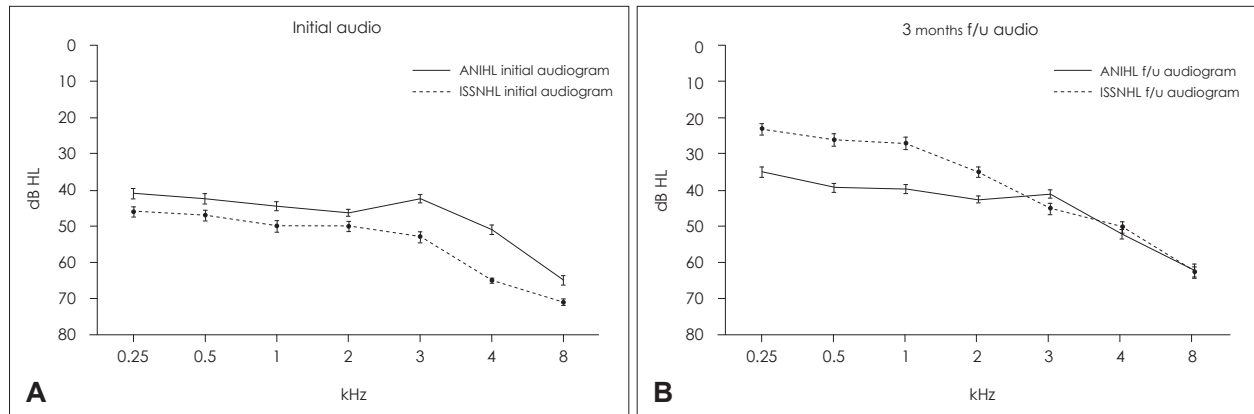 Initial audio
0
10
20
30
40
50
60
70
80
dB HL
ANIHL initial audiogram
ISSNHL initial audiogram
0.25 0.5 1 2 3 4 8
kHz
A
3 months f/u audio
0
10
20
30
40
50
60
70
80
dB HL
ANIHL f/u audiogram
ISSNHL f/u audiogram
0.25 0.5 1 2 3 4 8
kHz
B